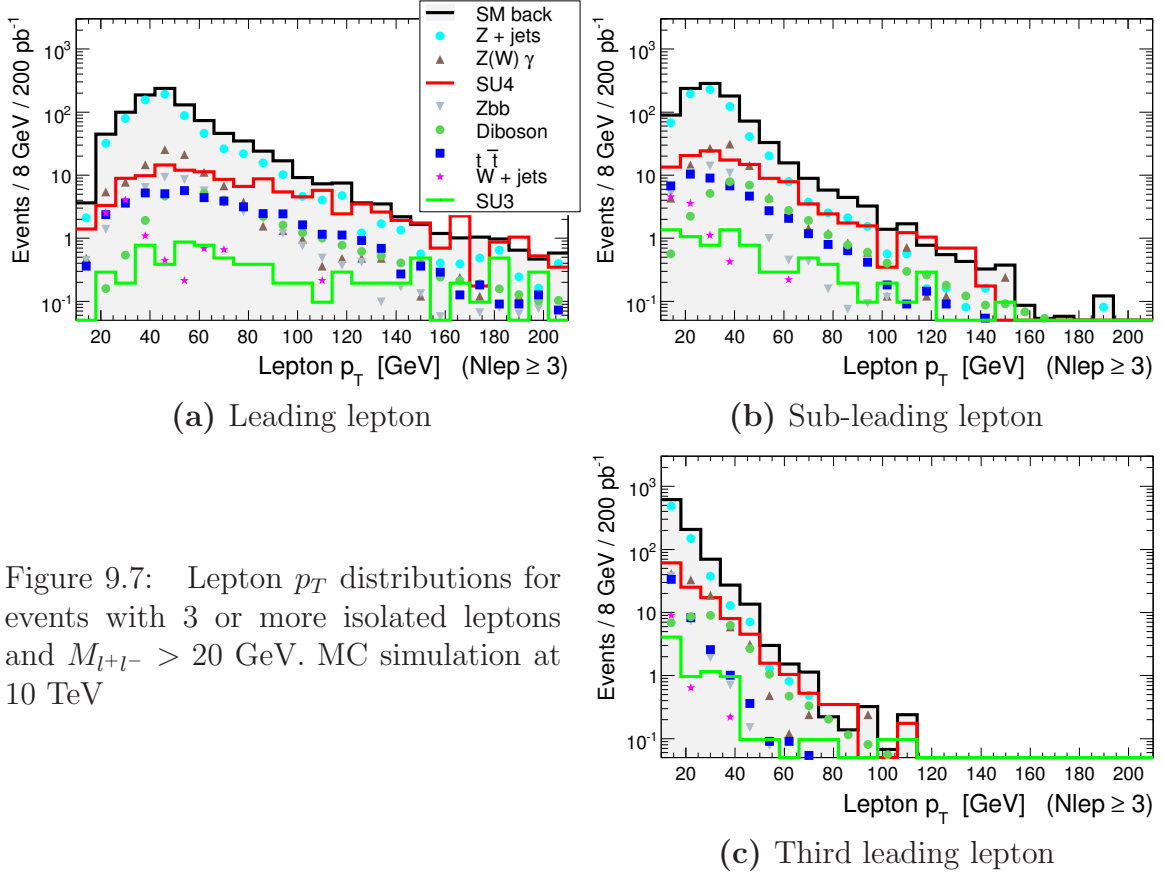 Events / 8 GeV / 200 pb⁻¹
10³
10²
10
1
10⁻¹
20 40 60 80 100 120 140 160 180 200
Lepton p_T [GeV] (Nlep ≥ 3)
SM back
Z + jets
Z(W) γ
SU4
Zbb
Diboson
t t̅
W + jets
SU3
(a) Leading lepton
Events / 8 GeV / 200 pb⁻¹
10³
10²
10
1
10⁻¹
20 40 60 80 100 120 140 160 180 200
Lepton p_T [GeV] (Nlep ≥ 3)
(b) Sub-leading lepton
Figure 9.7: Lepton p_T distributions for
events with 3 or more isolated leptons
and M_{l+l−} > 20 GeV. MC simulation at
10 TeV
Events / 8 GeV / 200 pb⁻¹
10³
10²
10
1
10⁻¹
20 40 60 80 100 120 140 160 180 200
Lepton p_T [GeV] (Nlep ≥ 3)
(c) Third leading lepton